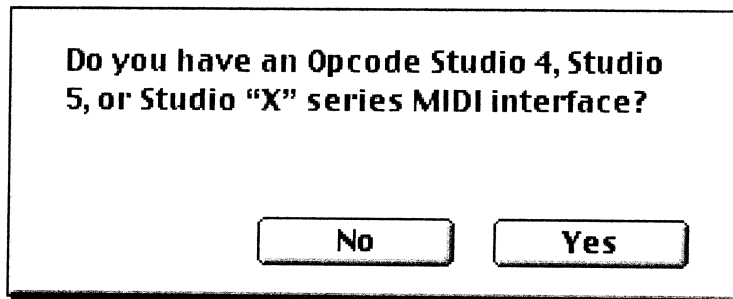 Do you have an Opcode Studio 4, Studio
5, or Studio “X” series MIDI interface?
No
Yes